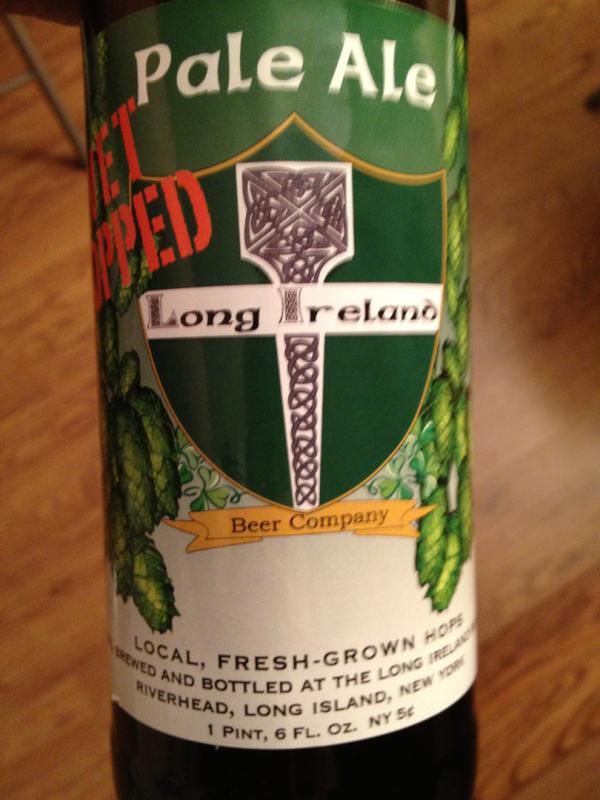 Pale Ale
Long Ireland
Beer Company
LOCAL, FRESH-GROWN HOPS
BREWED AND BOTTLED AT THE LONG IRELAND
RIVERHEAD, LONG ISLAND, NEW YORK
1 PINT, 6 FL. OZ. NY 5¢